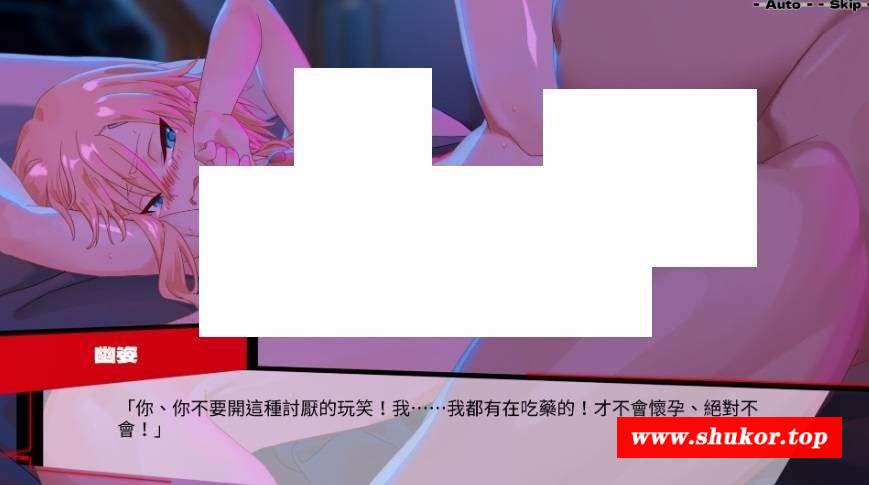 - Auto - - Skip -
幽姿
「你、你不要開這種討厭的玩笑！我……我都有在吃藥的！才不會懷孕、絕對不
會！」
www.shukor.top